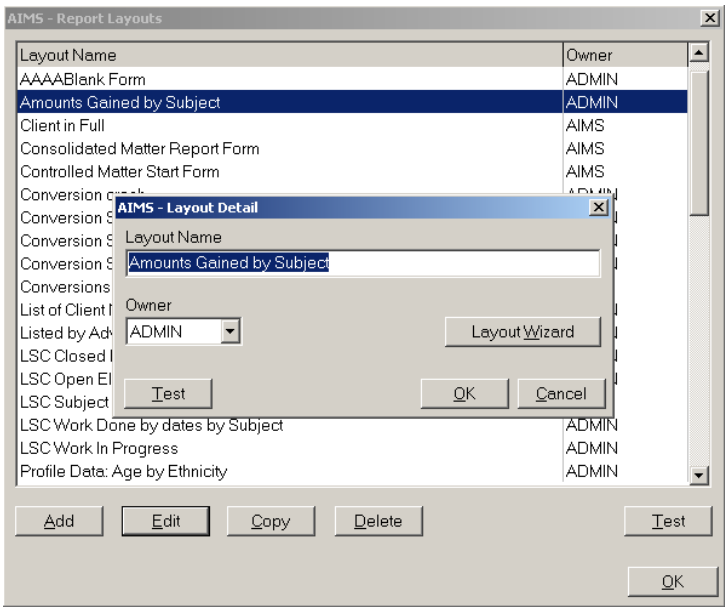 AIMS - Report Layouts
Layout Name Owner
AAAABlank Form ADMIN
Amounts Gained by Subject ADMIN
Client in Full AIMS
Consolidated Matter Report Form AIMS
Controlled Matter Start Form AIMS
Conversion
AIMS - Layout Detail
Conversion S
Layout Name
Conversion S
Amounts Gained by Subject
Conversion S
Conversions
Owner
List of Client
ADMIN Layout Wizard
Listed by Adv
LSC Closed
LSC Open El
Test OK Cancel
LSC Subject
LSC Work Done by dates by Subject ADMIN
LSC Work In Progress ADMIN
Profile Data: Age by Ethnicity ADMIN
Add Edit Copy Delete Test
OK